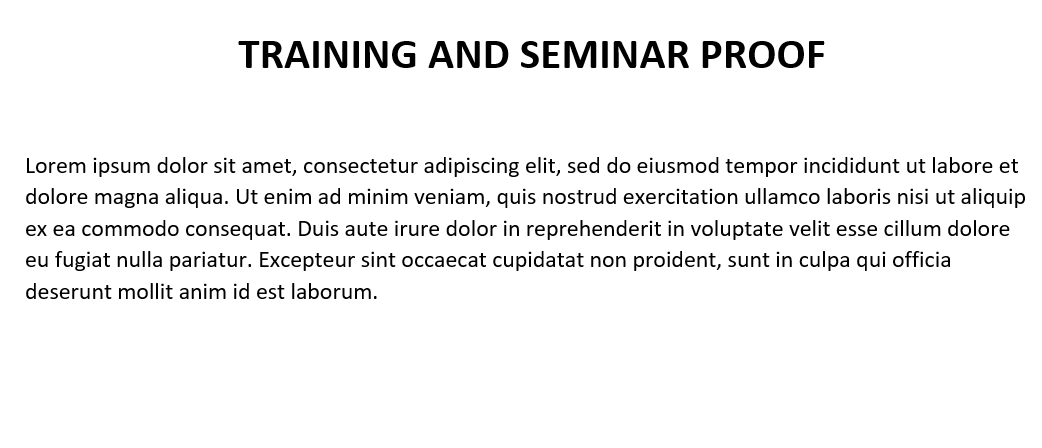 TRAINING AND SEMINAR PROOF
Lorem ipsum dolor sit amet, consectetur adipiscing elit, sed do eiusmod tempor incididunt ut labore et
dolore magna aliqua. Ut enim ad minim veniam, quis nostrud exercitation ullamco laboris nisi ut aliquip
ex ea commodo consequat. Duis aute irure dolor in reprehenderit in voluptate velit esse cillum dolore
eu fugiat nulla pariatur. Excepteur sint occaecat cupidatat non proident, sunt in culpa qui officia
deserunt mollit anim id est laborum.